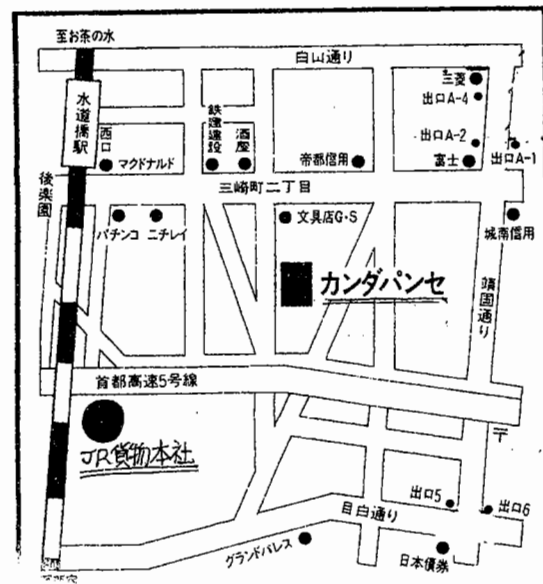 至お茶の水
白山通り
三菱
出口A-4
水道橋駅
西口
鉄建建設
酒屋
出口A-2
出口A-1
マクドナルド
帝都信用
富士
後楽園
三崎町二丁目
パチンコ
ニチレイ
文具店G・S
城南信用
カンダパンセ
靖国通り
首都高速5号線
〒
JR貨物本社
出口5
出口6
目白通り
グランドパレス
日本債券